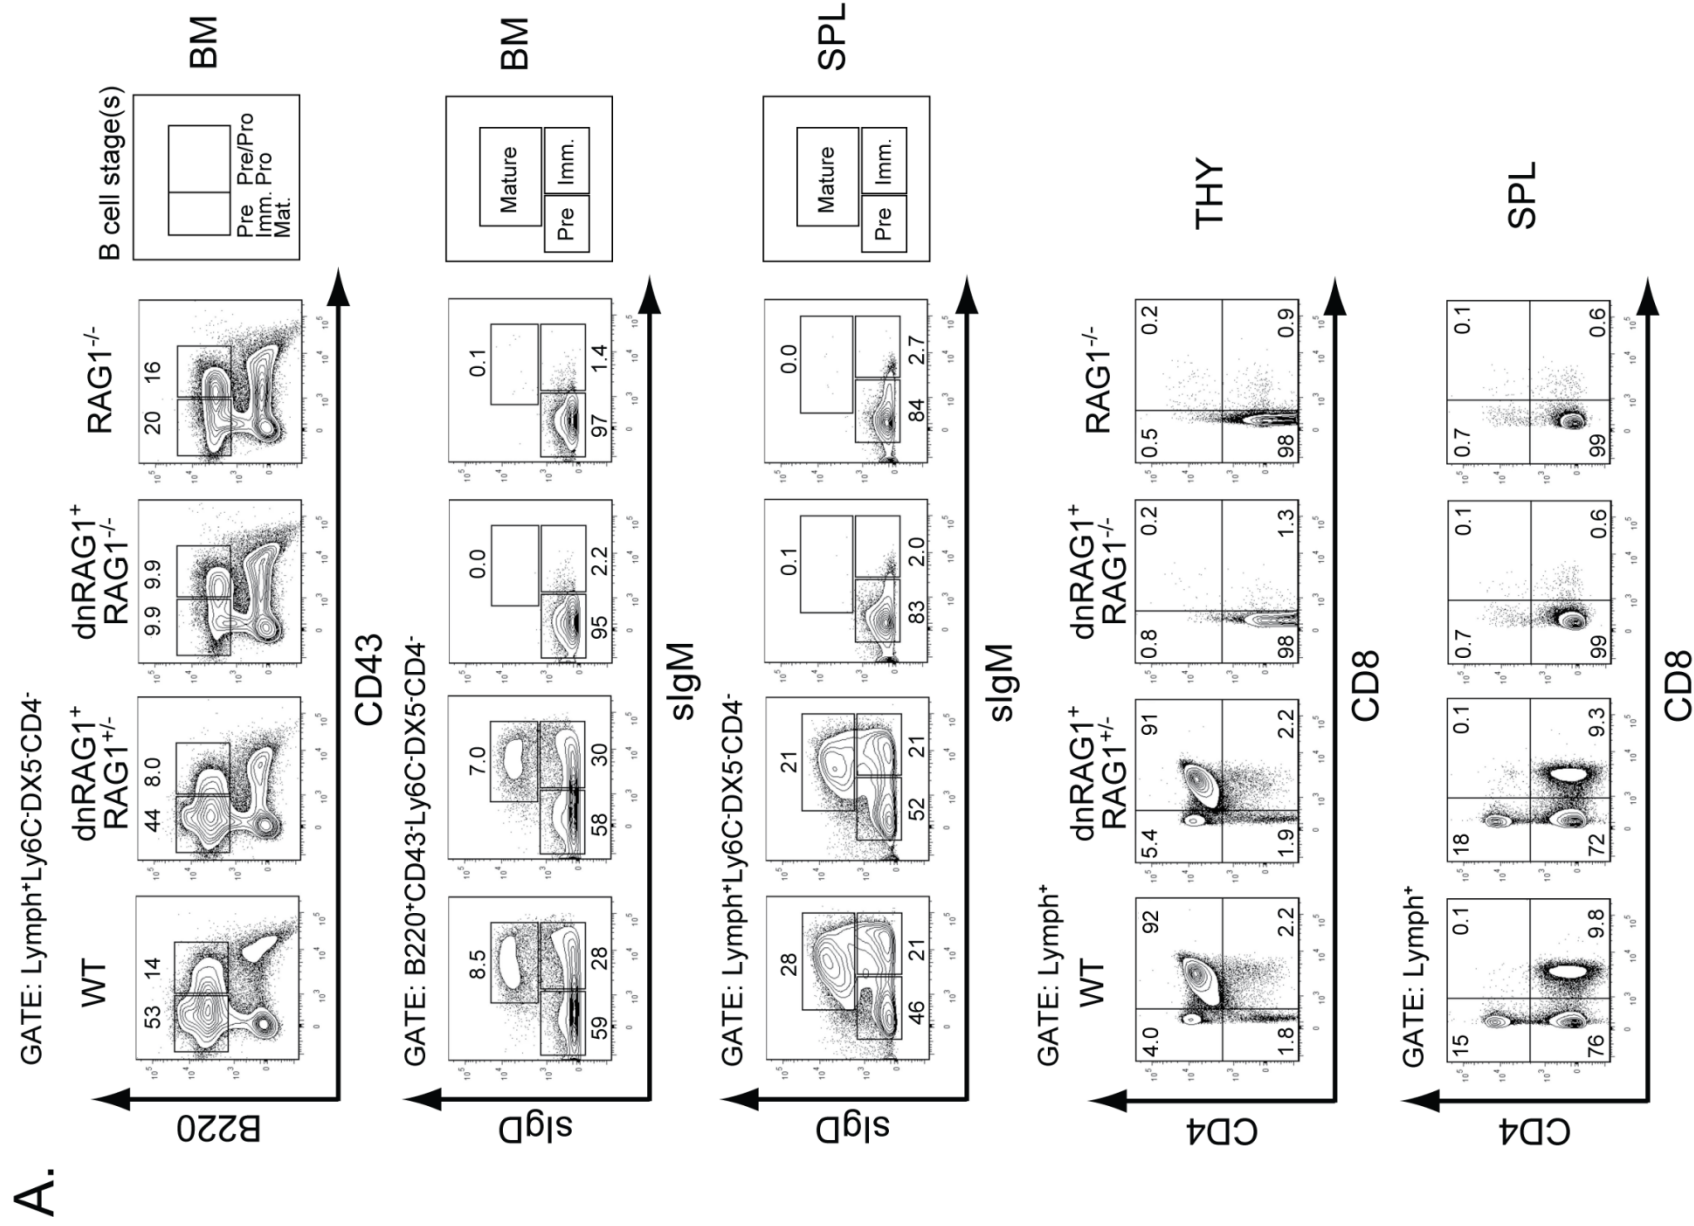 A.
GATE: Lymph⁺Ly6C⁻DX5⁻CD4⁻
WT
dnRAG1⁺
RAG1⁺/⁻
dnRAG1⁺
RAG1⁻/⁻
RAG1⁻/⁻
B cell stage(s)
B220
53 14
44 8.0
9.9 9.9
20 16
Pre Pre/Pro
Imm. Pro
Mat.
BM
CD43
GATE: B220⁺CD43⁻Ly6C⁻DX5⁻CD4⁻
sIgD
8.5
59 28
7.0
58 30
0.0
95 2.2
0.1
97 1.4
Mature
Pre Imm.
BM
sIgM
GATE: Lymph⁺Ly6C⁻DX5⁻CD4⁻
sIgD
28
46 21
21
52 21
0.1
83 2.0
0.0
84 2.7
Mature
Pre Imm.
SPL
sIgM
GATE: Lymph⁺
WT
dnRAG1⁺
RAG1⁺/⁻
dnRAG1⁺
RAG1⁻/⁻
RAG1⁻/⁻
CD4
4.0 92
1.8 2.2
5.4 91
1.9 2.2
0.8 0.2
98 1.3
0.5 0.2
98 0.9
THY
CD8
GATE: Lymph⁺
CD4
15 0.1
76 9.8
18 0.1
72 9.3
0.7 0.1
99 0.6
0.7 0.1
99 0.6
SPL
CD8